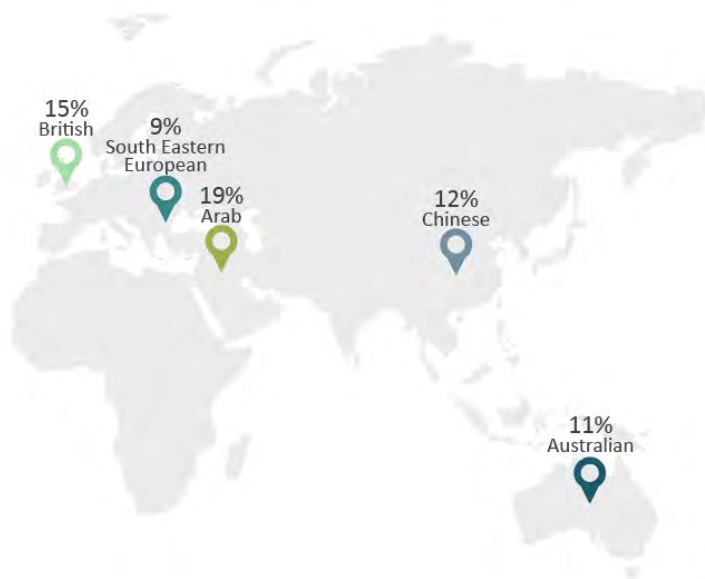 15%
British
9%
South Eastern
European
19%
Arab
12%
Chinese
11%
Australian